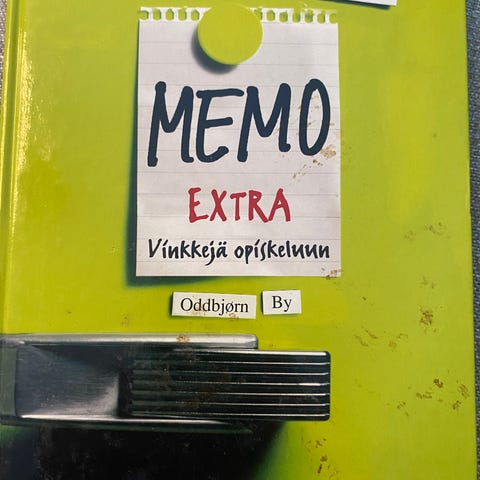 MEMO
EXTRA
Vinkkejä opiskeluun
Oddbjørn By